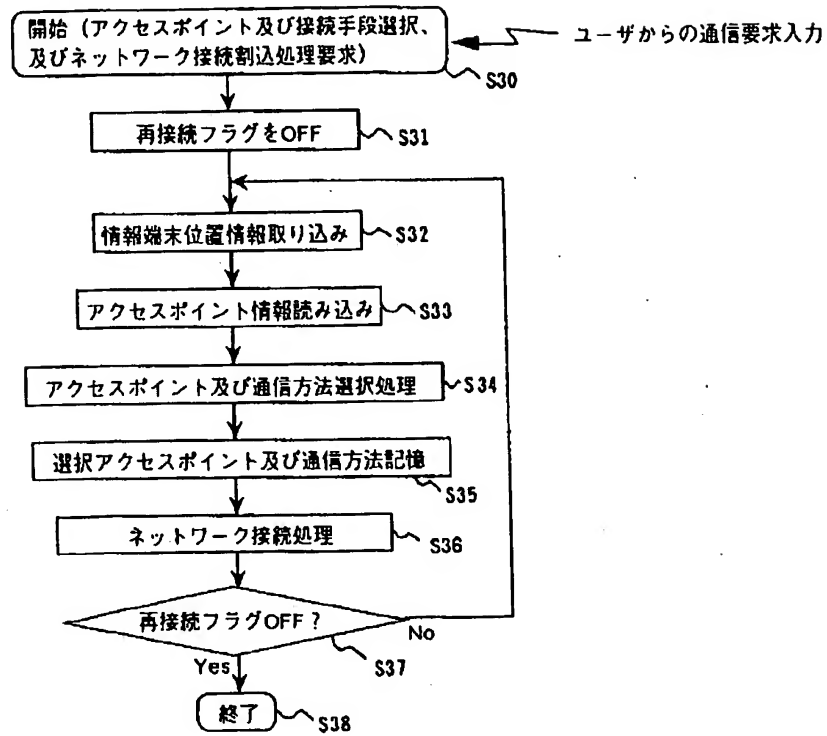 開始（アクセスポイント及び接続手段選択、
及びネットワーク接続割込処理要求）
ユーザからの通信要求入力
S30
再接続フラグをOFF
S31
情報端末位置情報取り込み
S32
アクセスポイント情報読み込み
S33
アクセスポイント及び通信方法選択処理
S34
選択アクセスポイント及び通信方法記憶
S35
ネットワーク接続処理
S36
再接続フラグOFF？
No
S37
Yes
終了
S38